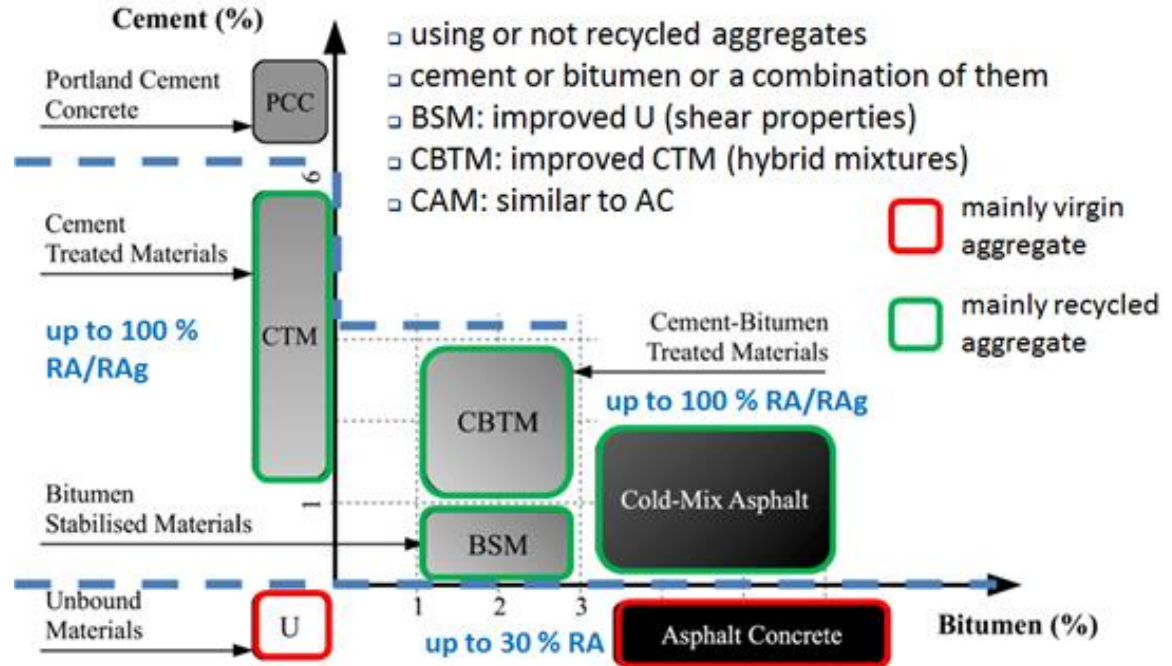 Cement (%)
▫ using or not recycled aggregates
▫ cement or bitumen or a combination of them
▫ BSM: improved U (shear properties)
▫ CBTM: improved CTM (hybrid mixtures)
▫ CAM: similar to AC
Portland Cement
Concrete
PCC
6
mainly virgin
aggregate
mainly recycled
aggregate
Cement
Treated Materials
up to 100 %
RA/RAg
CTM
Cement-Bitumen
Treated Materials
up to 100 % RA/RAg
CBTM
Cold-Mix Asphalt
Bitumen
Stabilised Materials
1
BSM
Unbound
Materials
U
1
2
3
up to 30 % RA
Asphalt Concrete
Bitumen (%)